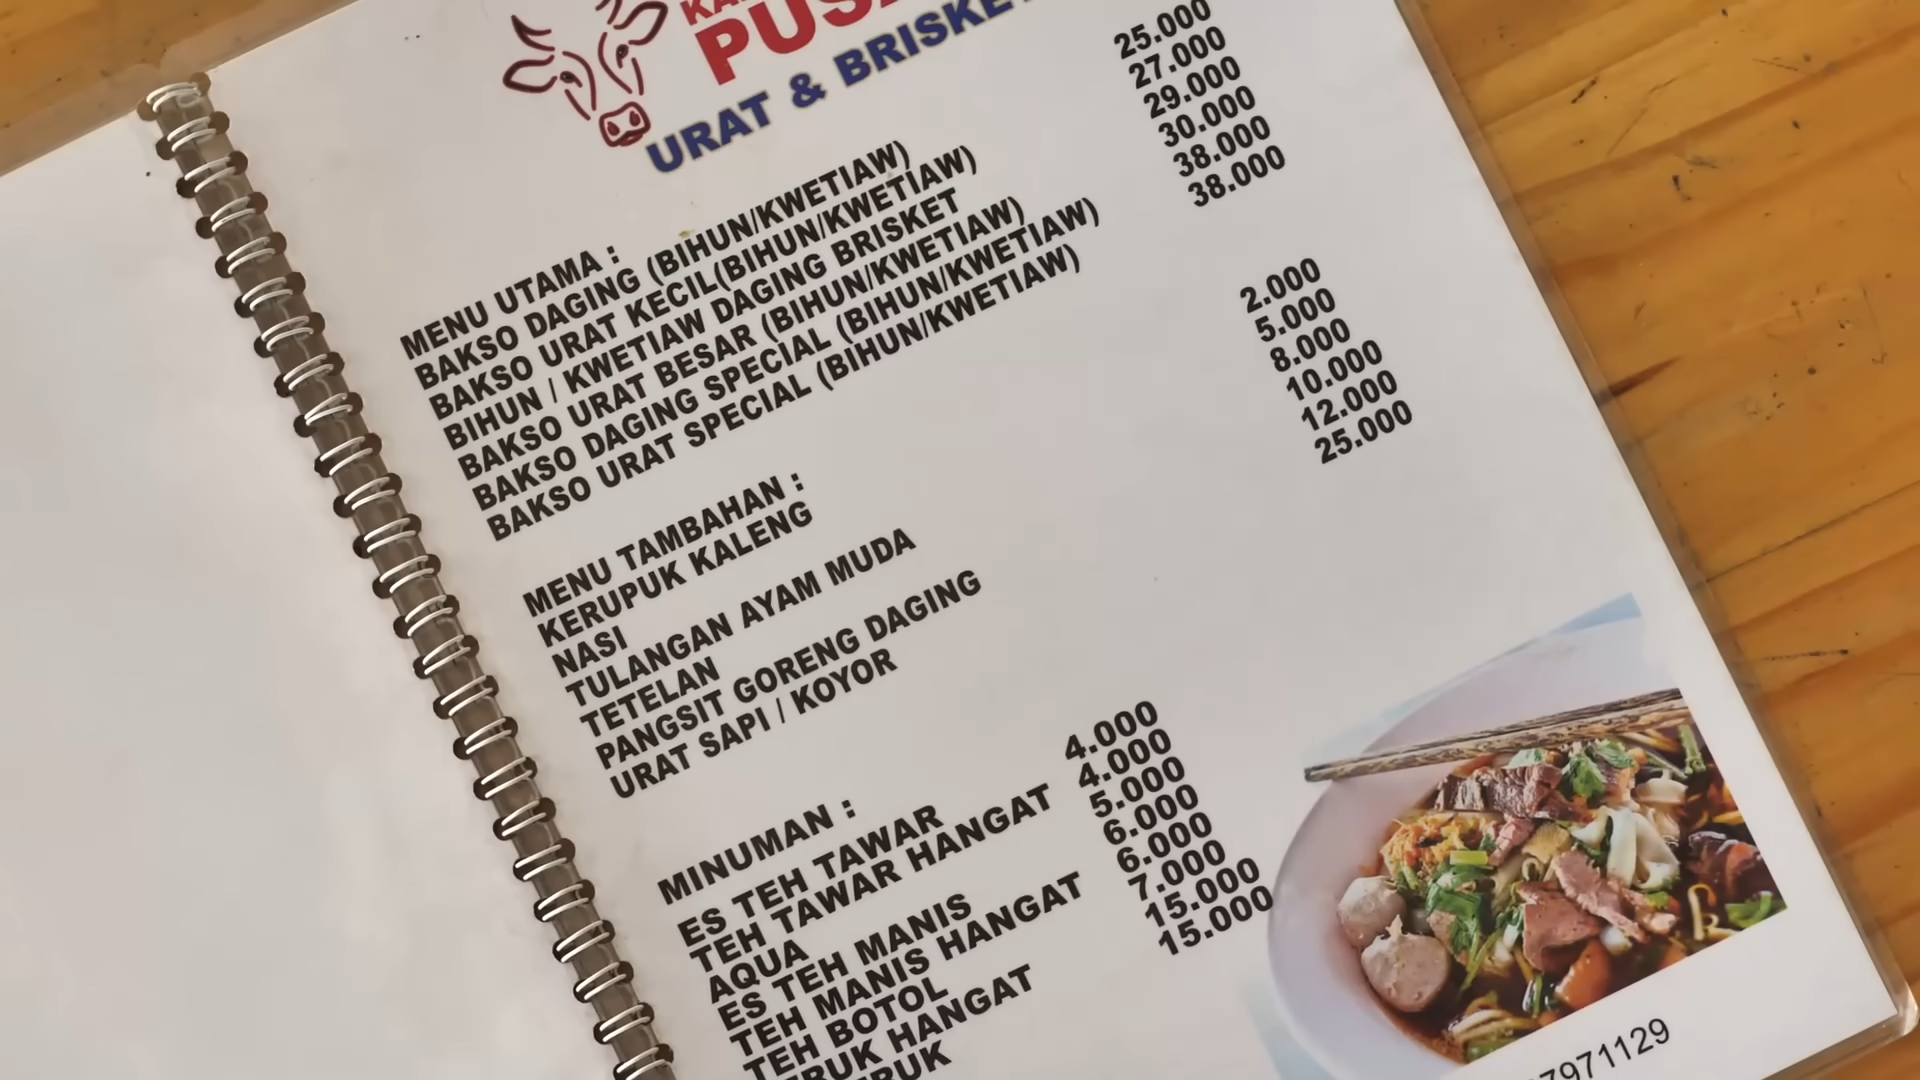 URAT & BRISKET
MENU UTAMA :
BAKSO DAGING (BIHUN/KWETIAW) 25.000
BAKSO URAT KECIL(BIHUN/KWETIAW) 27.000
BIHUN / KWETIAW DAGING BRISKET 29.000
BAKSO URAT BESAR (BIHUN/KWETIAW) 30.000
BAKSO DAGING SPECIAL (BIHUN/KWETIAW) 38.000
BAKSO URAT SPECIAL (BIHUN/KWETIAW) 38.000
MENU TAMBAHAN :
KERUPUK KALENG 2.000
NASI 5.000
TULANGAN AYAM MUDA 8.000
TETELAN 10.000
PANGSIT GORENG DAGING 12.000
URAT SAPI / KOYOR 25.000
MINUMAN :
ES TEH TAWAR 4.000
TEH TAWAR HANGAT 4.000
AQUA 5.000
ES TEH MANIS 6.000
TEH MANIS HANGAT 6.000
TEH BOTOL 7.000
HANGAT 15.000
15.000
7971129